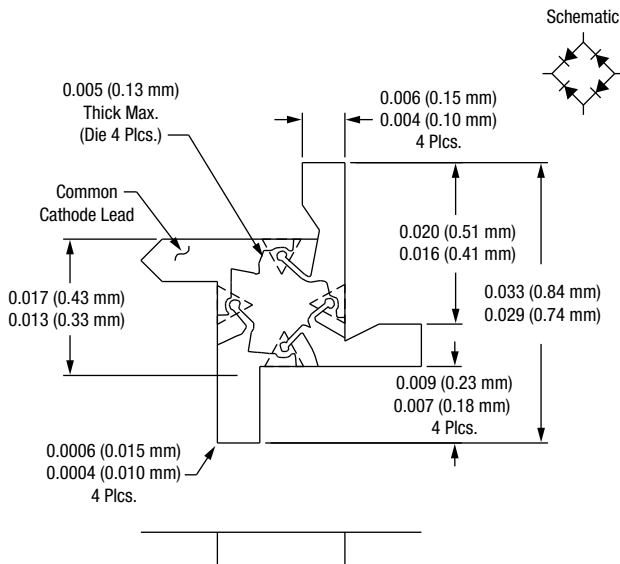 Schematic
0.005 (0.13 mm)
Thick Max.
(Die 4 Plcs.)
0.006 (0.15 mm)
0.004 (0.10 mm)
4 Plcs.
Common
Cathode Lead
0.020 (0.51 mm)
0.016 (0.41 mm)
0.017 (0.43 mm)
0.013 (0.33 mm)
0.033 (0.84 mm)
0.029 (0.74 mm)
0.009 (0.23 mm)
0.007 (0.18 mm)
4 Plcs.
0.0006 (0.015 mm)
0.0004 (0.010 mm)
4 Plcs.